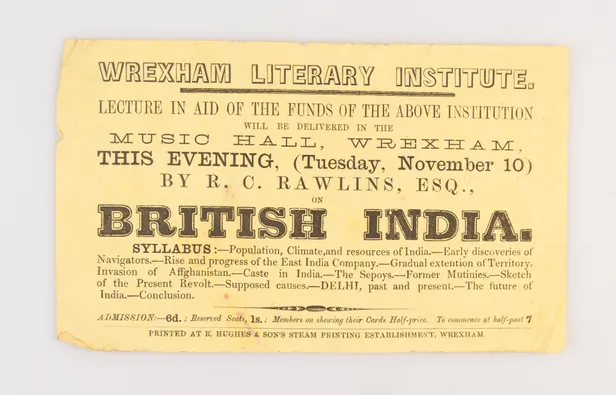 WREXHAM LITERARY INSTITUTE.
LECTURE IN AID OF THE FUNDS OF THE ABOVE INSTITUTION
WILL BE DELIVERED IN THE
MUSIC HALL, WREXHAM,
THIS EVENING, (Tuesday, November 10)
BY R. C. RAWLINS, ESQ.,
ON
BRITISH INDIA.
SYLLABUS:—Population, Climate,and resources of India.—Early discoveries of
Navigators.—Rise and progress of the East India Company.—Gradual extention of Territory.
Invasion of Affghanistan.—Caste in India.—The Sepoys.—Former Mutinies.—Sketch
of the Present Revolt.—Supposed causes.—DELHI, past and present.—The future of
India.—Conclusion.
ADMISSION:—6d.; Reserved Seats, 1s.; Members on shewing their Cards Half-price. To commence at half-past 7
PRINTED AT R. HUGHES & SON'S STEAM PRINTING ESTABLISHMENT, WREXHAM